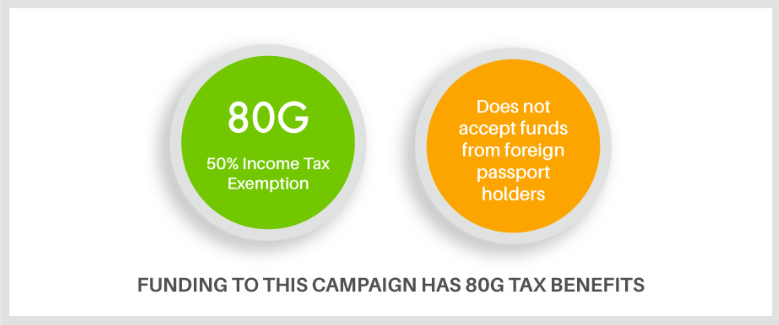 80G
50% Income Tax
Exemption
Does not
accept funds
from foreign
passport
holders
FUNDING TO THIS CAMPAIGN HAS 80G TAX BENEFITS